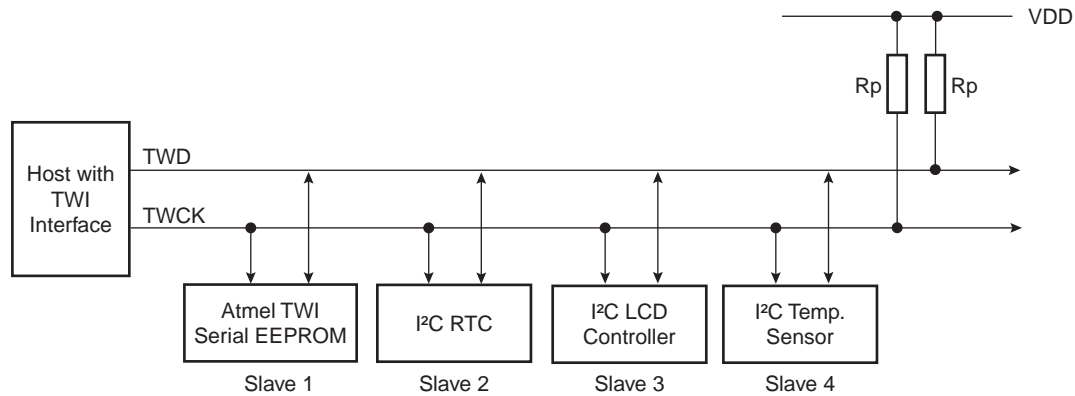 VDD
Rp
Rp
Host with
TWI
Interface
TWD
TWCK
Atmel TWI
Serial EEPROM
I²C RTC
I²C LCD
Controller
I²C Temp.
Sensor
Slave 1
Slave 2
Slave 3
Slave 4